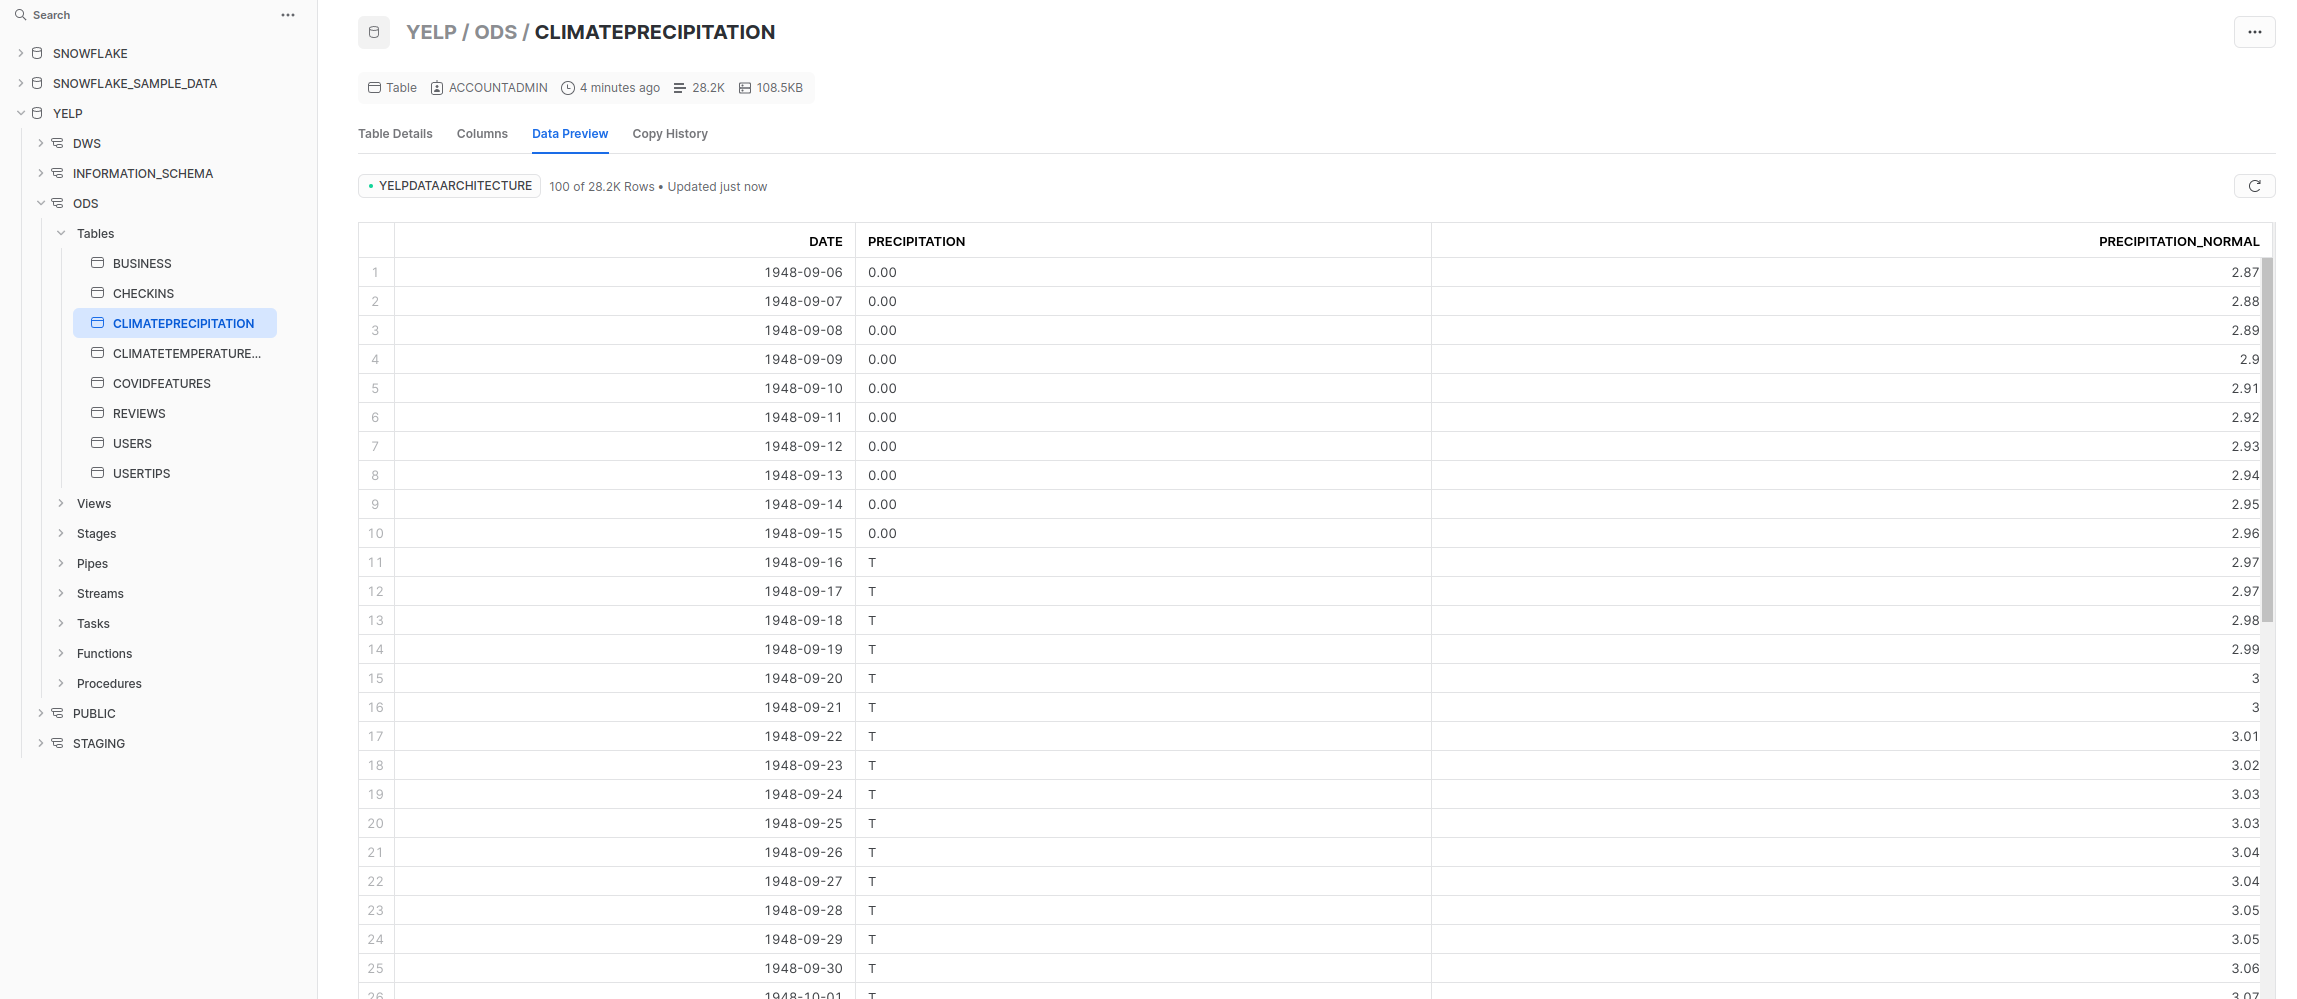 Search
SNOWFLAKE
SNOWFLAKE_SAMPLE_DATA
YELP
DWS
INFORMATION_SCHEMA
ODS
Tables
BUSINESS
CHECKINS
CLIMATEPRECIPITATION
CLIMATETEMPERATURE...
COVIDFEATURES
REVIEWS
USERS
USERTIPS
Views
Stages
Pipes
Streams
Tasks
Functions
Procedures
PUBLIC
STAGING
YELP / ODS / CLIMATEPRECIPITATION
Table ACCOUNTADMIN 4 minutes ago 28.2K 108.5KB
Table Details Columns Data Preview Copy History
YELPDATAARCHITECTURE 100 of 28.2K Rows • Updated just now
DATE PRECIPITATION PRECIPITATION_NORMAL
1 1948-09-06 0.00 2.87
2 1948-09-07 0.00 2.88
3 1948-09-08 0.00 2.89
4 1948-09-09 0.00 2.9
5 1948-09-10 0.00 2.91
6 1948-09-11 0.00 2.92
7 1948-09-12 0.00 2.93
8 1948-09-13 0.00 2.94
9 1948-09-14 0.00 2.95
10 1948-09-15 0.00 2.96
11 1948-09-16 T 2.97
12 1948-09-17 T 2.97
13 1948-09-18 T 2.98
14 1948-09-19 T 2.99
15 1948-09-20 T 3
16 1948-09-21 T 3
17 1948-09-22 T 3.01
18 1948-09-23 T 3.02
19 1948-09-24 T 3.03
20 1948-09-25 T 3.03
21 1948-09-26 T 3.04
22 1948-09-27 T 3.04
23 1948-09-28 T 3.05
24 1948-09-29 T 3.05
25 1948-09-30 T 3.06
26 1948-10-01 T 3.07